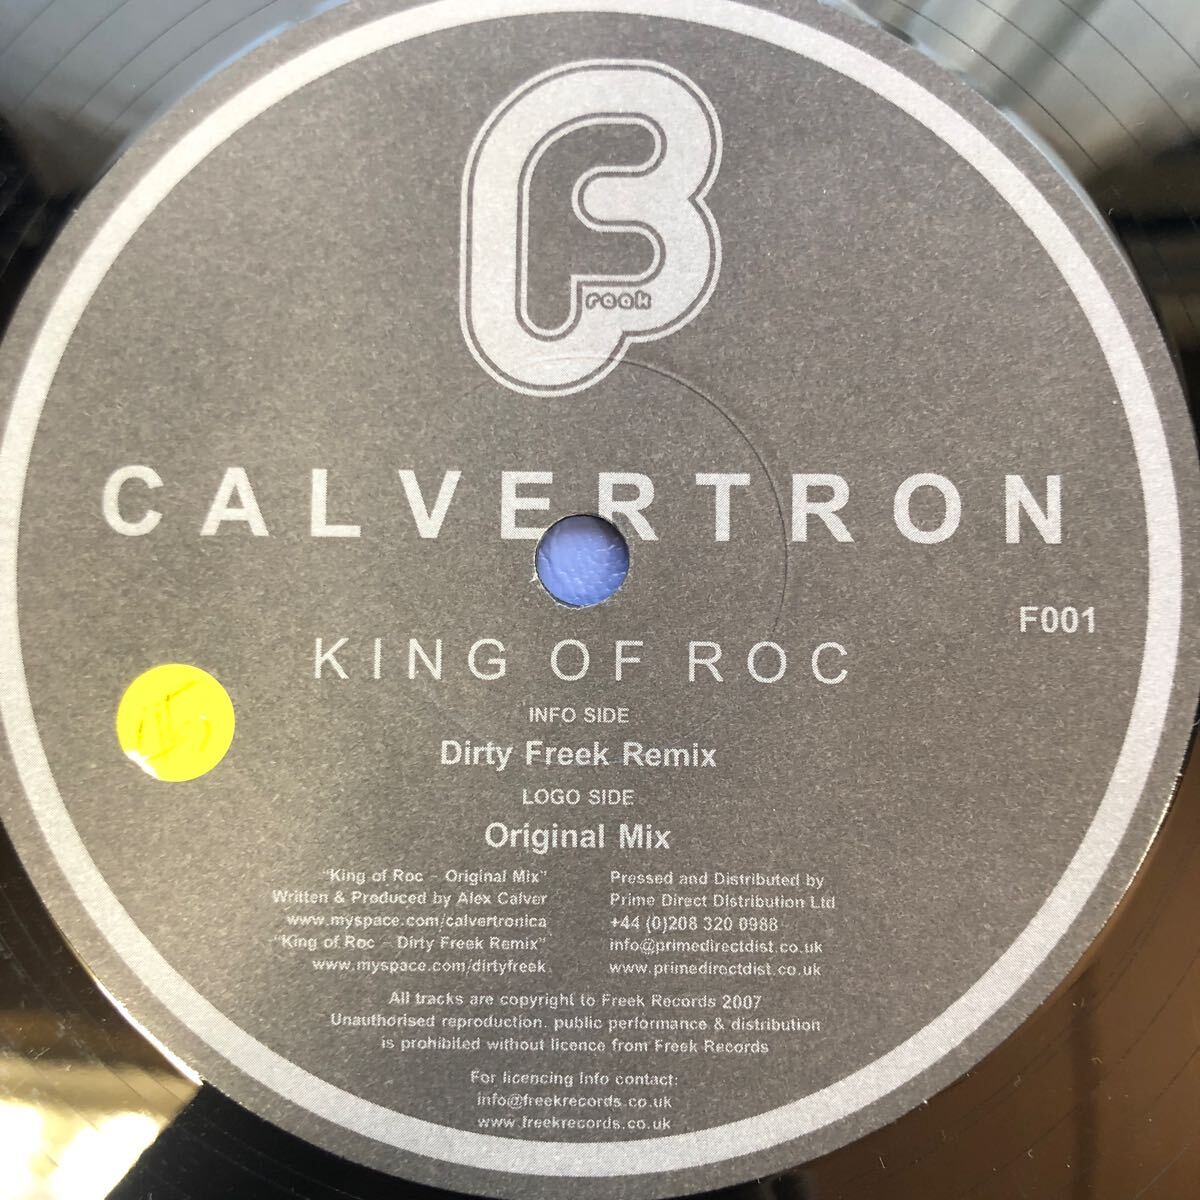 F
reak
CALVERTRON
F001
KING OF ROC
INFO SIDE
Dirty Freek Remix
LOGO SIDE
Original Mix
"King of Roc - Original Mix"
Written & Produced by Alex Calver
www.myspace.com/calvertronica
"King of Roc - Dirty Freek Remix"
www.myspace.com/dirtyfreek
Pressed and Distributed by
Prime Direct Distribution Ltd
+44 (0)208 320 0988
info@primedirectdist.co.uk
www.primedirectdist.co.uk
All tracks are copyright to Freek Records 2007
Unauthorised reproduction. public performance & distribution
is prohibited without licence from Freek Records
For licencing info contact:
info@freekrecords.co.uk
www.freekrecords.co.uk